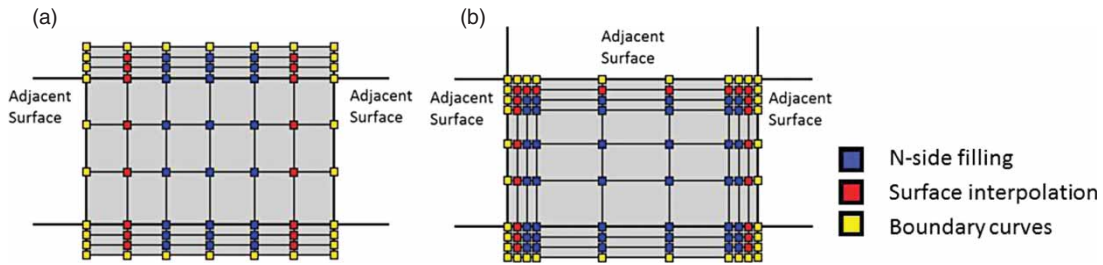 (a)
Adjacent
Surface
Adjacent
Surface
(b)
Adjacent
Surface
Adjacent
Surface
Adjacent
Surface
N-side filling
Surface interpolation
Boundary curves